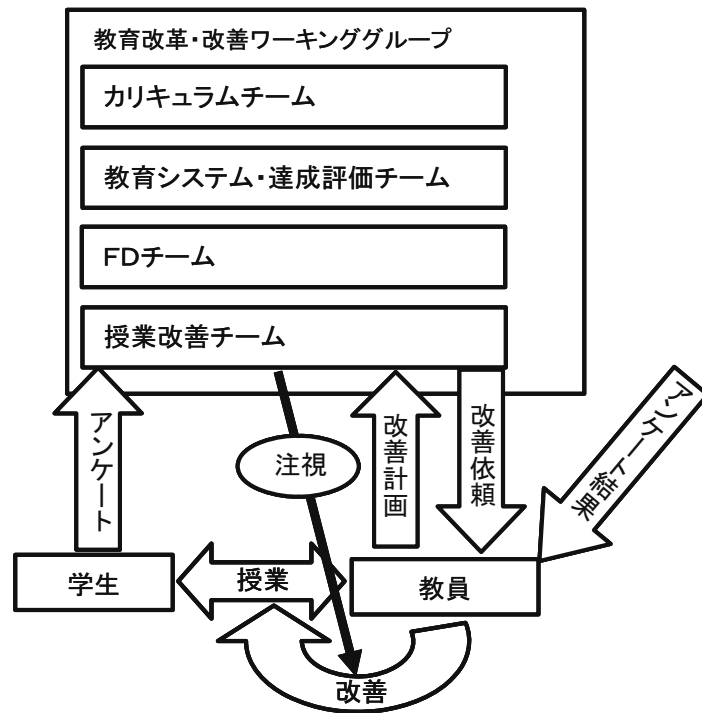 教育改革・改善ワーキンググループ
カリキュラムチーム
教育システム・達成評価チーム
FDチーム
授業改善チーム
アンケート
注視
改善計画
改善依頼
アンケート結果
学生
授業
教員
改善